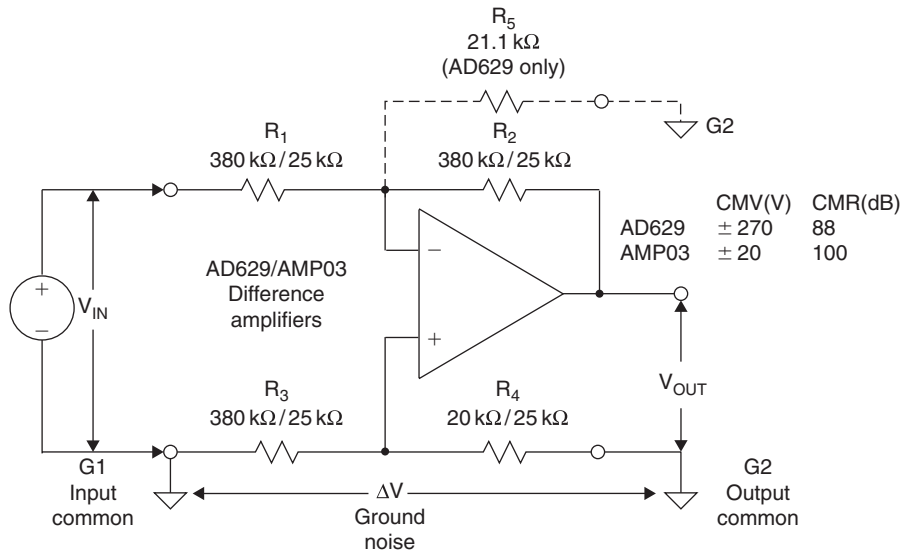 R5
21.1 kΩ
(AD629 only)
G2
R1
380 kΩ/25 kΩ
R2
380 kΩ/25 kΩ
CMV(V) CMR(dB)
AD629 ± 270 88
AMP03 ± 20 100
AD629/AMP03
Difference
amplifiers
−
+
+
−
VIN
VOUT
R3
380 kΩ/25 kΩ
R4
20 kΩ/25 kΩ
G1
Input
common
ΔV
Ground
noise
G2
Output
common